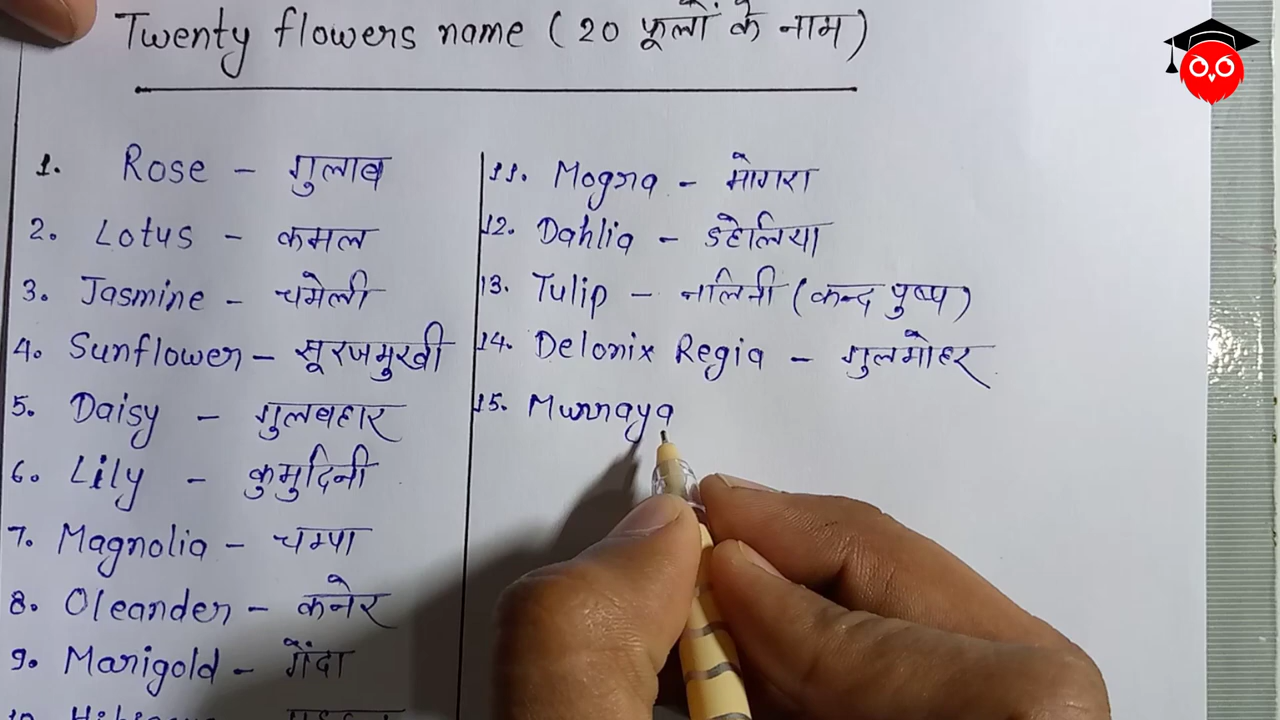 Twenty flowers name (20 फूलों के नाम)
1. Rose - गुलाब
2. Lotus - कमल
3. Jasmine - चमेली
4. Sunflower - सूरजमुखी
5. Daisy - गुलबहार
6. Lily - कुमुदिनी
7. Magnolia - चम्पा
8. Oleander - कनेर
9. Marigold - गेंदा
11. Mogra - मोगरा
12. Dahlia - डहेलिया
13. Tulip - नलिनी (कन्द पुष्प)
14. Delonix Regia - गुलमोहर
15. Murraya